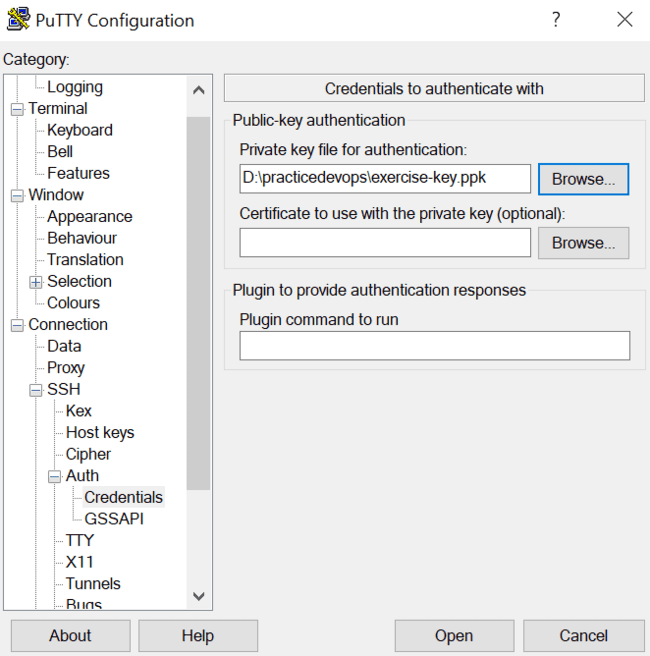 PuTTY Configuration
?
Category:
Logging
Terminal
Keyboard
Bell
Features
Window
Appearance
Behaviour
Translation
Selection
Colours
Connection
Data
Proxy
SSH
Kex
Host keys
Cipher
Auth
Credentials
GSSAPI
TTY
X11
Tunnels
Bugs
Credentials to authenticate with
Public-key authentication
Private key file for authentication:
D:\practicedevops\exercise-key.ppk
Browse...
Certificate to use with the private key (optional):
Browse...
Plugin to provide authentication responses
Plugin command to run
About
Help
Open
Cancel